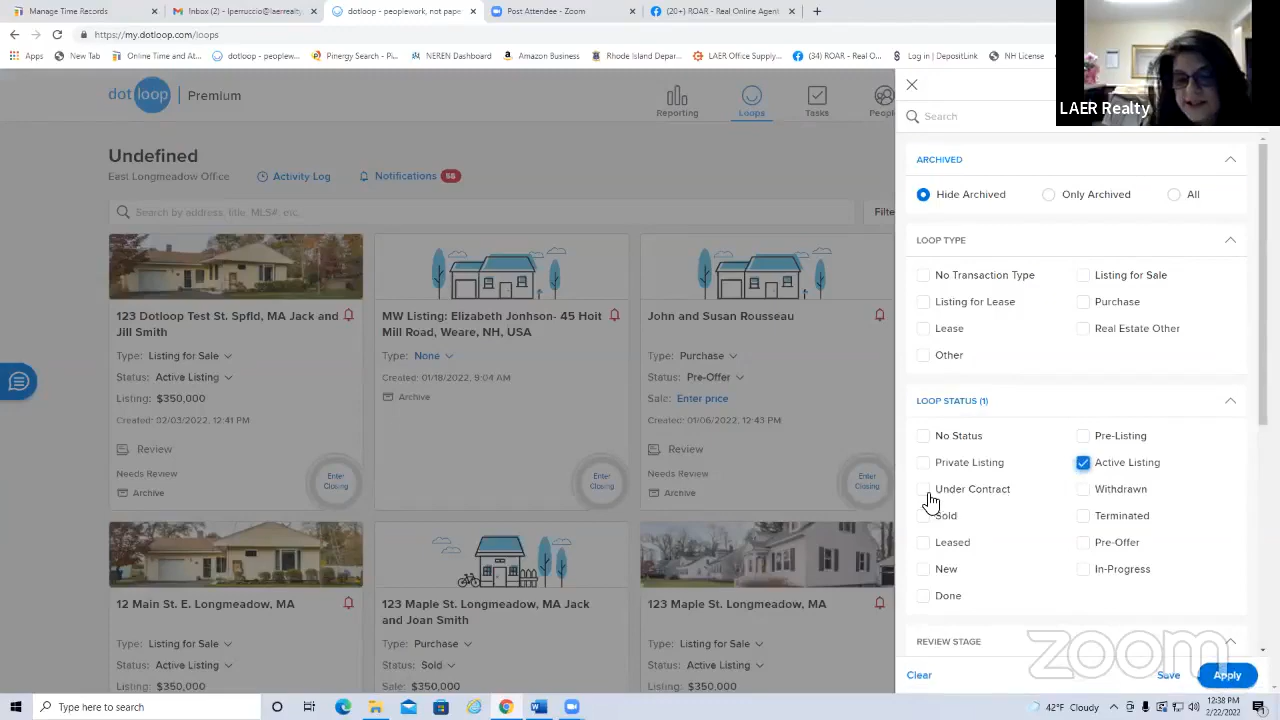 Manage Time Records
Inbox (2) - lperruccio@laerealty.
dotloop - peoplework, not pape
Post Attendee - Zoom
(20+) ROAR - Real Online Agent
https://my.dotloop.com/loops
Apps
New Tab
Online Time and At...
dotloop - peoplew...
Pinergy Search - Pi...
NEREN Dashboard
Amazon Business
Rhode Island Depar...
LAER Office Supply...
(34) ROAR - Real O...
Log in | DepositLink
NH License
LAER Realty
dotloop | Premium
Reporting
Loops
Tasks
People
Search
ARCHIVED
Hide Archived
Only Archived
All
Undefined
East Longmeadow Office
Activity Log
Notifications
Search by address, title, MLS#, etc.
Filte
LOOP TYPE
No Transaction Type
Listing for Sale
Listing for Lease
Purchase
Lease
Real Estate Other
Other
123 Dotloop Test St. Spfld, MA Jack and
Jill Smith
Type: Listing for Sale
Status: Active Listing
Listing: $350,000
Created: 02/03/2022, 12:41 PM
Review
Needs Review
Archive
Enter
Closing
MW Listing: Elizabeth Jonhson- 45 Hoit
Mill Road, Weare, NH, USA
Type: None
Created: 01/18/2022, 9:04 AM
Archive
Enter
Closing
John and Susan Rousseau
Type: Purchase
Status: Pre-Offer
Sale: Enter price
Created: 01/06/2022, 12:43 PM
Review
Needs Review
Archive
Enter
Closing
LOOP STATUS (1)
No Status
Pre-Listing
Private Listing
Active Listing
Under Contract
Withdrawn
Sold
Terminated
Leased
Pre-Offer
New
In-Progress
Done
12 Main St. E. Longmeadow, MA
Type: Listing for Sale
Status: Active Listing
Listing: $350,000
123 Maple St. Longmeadow, MA Jack
and Joan Smith
Type: Purchase
Status: Sold
Sale: $350,000
123 Maple St. Longmeadow, MA
Type: Listing for Sale
Status: Active Listing
Listing: $350,000
REVIEW STAGE
zoom
Clear
Save
Apply
Type here to search
42°F Cloudy
12:38 PM
2/22/2022